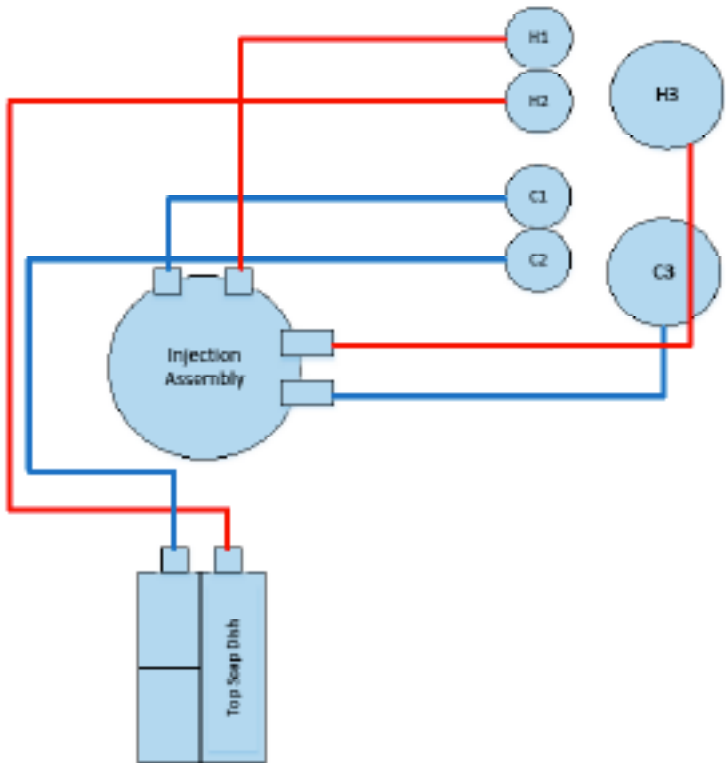 H1
H2
H3
C1
C2
C3
Injection
Assembly
Top Soap Dish